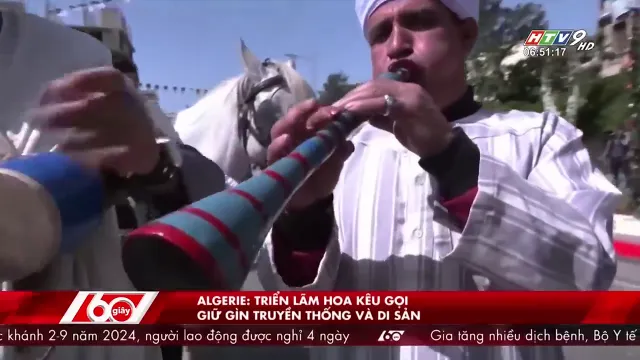 HTV9 HD
06:51:17
60 giây
ALGERIE: TRIỂN LÃM HOA KÊU GỌI
GIỮ GÌN TRUYỀN THỐNG VÀ DI SẢN
c khánh 2-9 năm 2024, người lao động được nghỉ 4 ngày 60 giây Gia tăng nhiều dịch bệnh, Bộ Y t